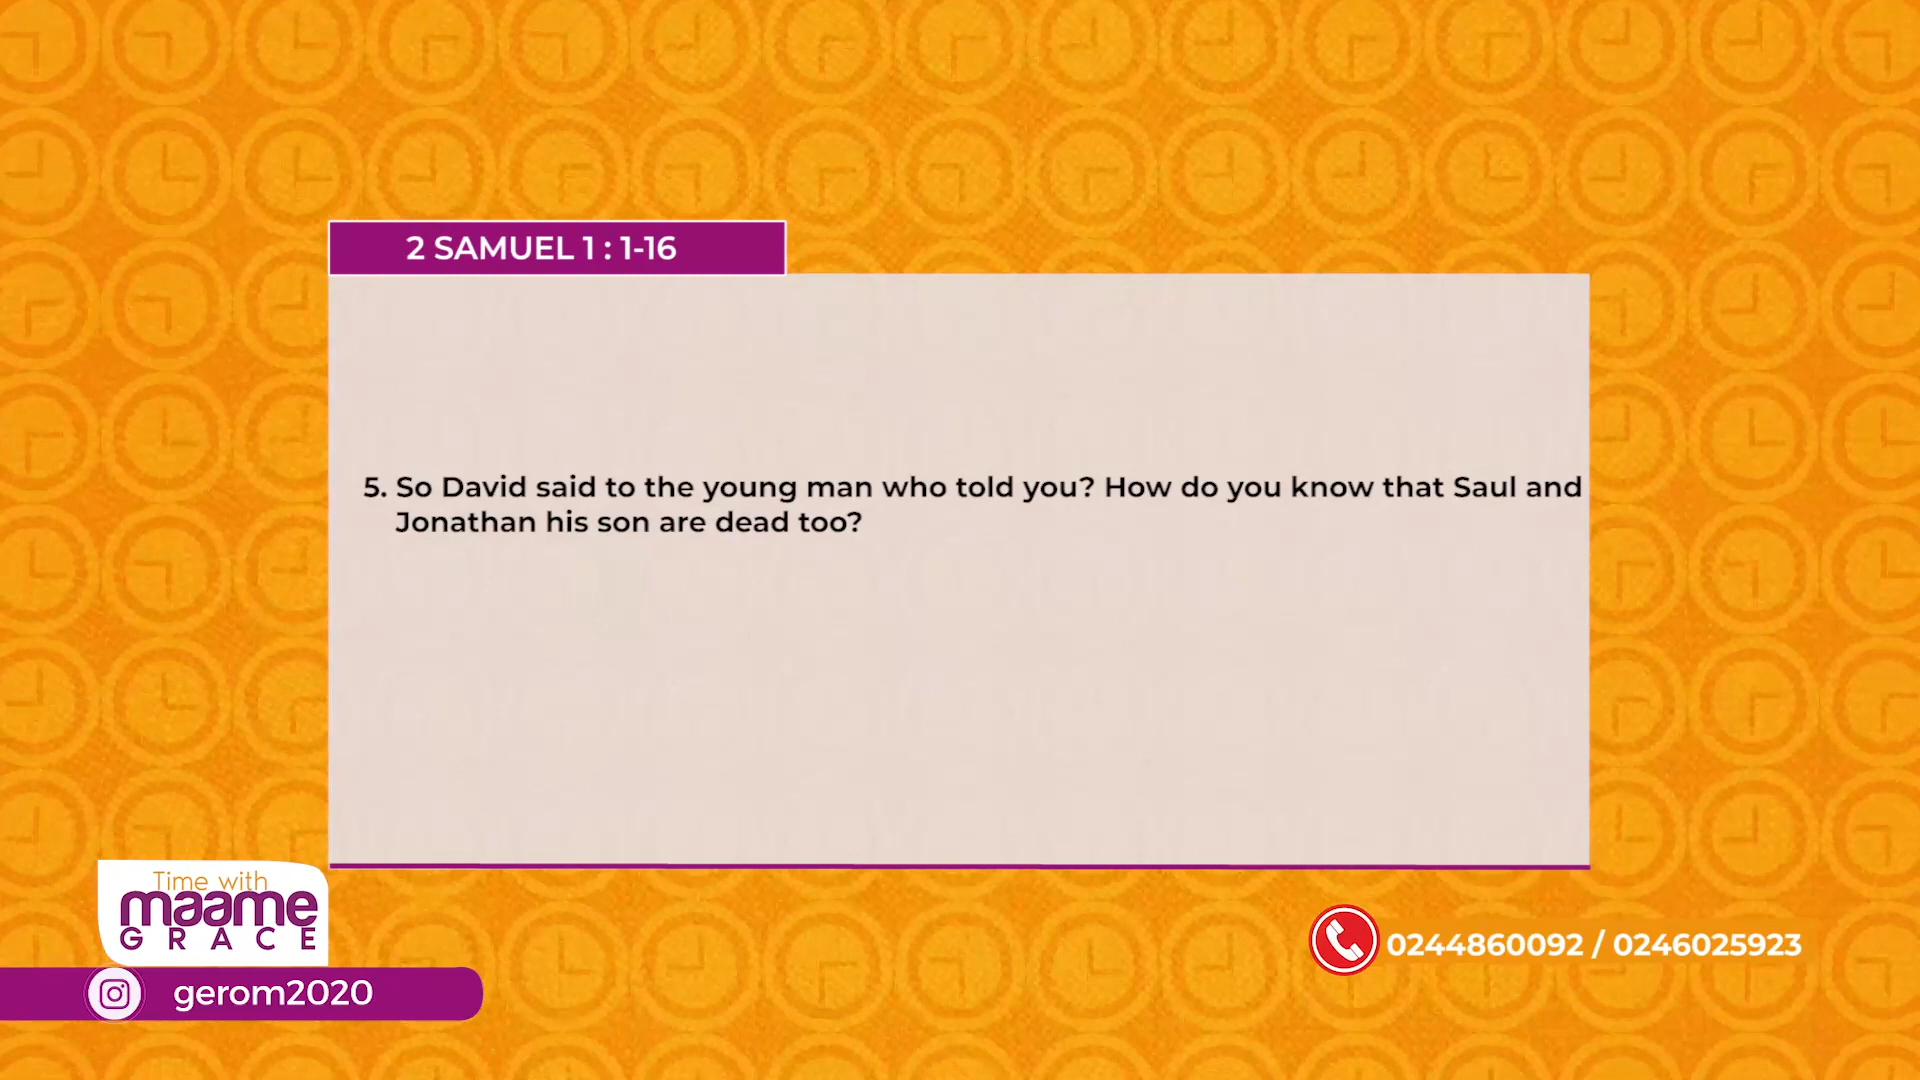 2 SAMUEL 1 : 1-16
5. So David said to the young man who told you? How do you know that Saul and
Jonathan his son are dead too?
Time with
maame
GRACE
gerom2020
0244860092 / 0246025923